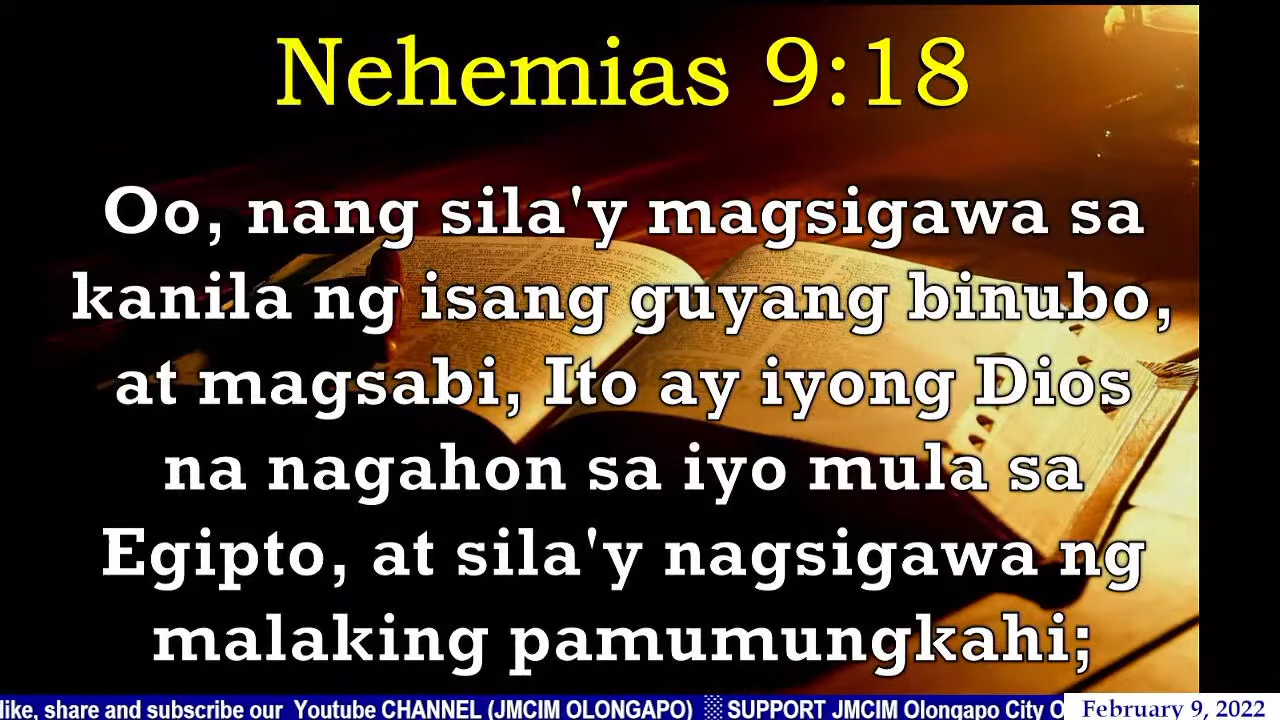 Nehemias 9:18
Oo, nang sila'y magsigawa sa
kanila ng isang guyang binubo,
at magsabi, Ito ay iyong Dios
na nagahon sa iyo mula sa
Egipto, at sila'y nagsigawa ng
malaking pamumungkahi;
like, share and subscribe our Youtube CHANNEL (JMCIM OLONGAPO) ░ SUPPORT JMCIM Olongapo City
February 9, 2022